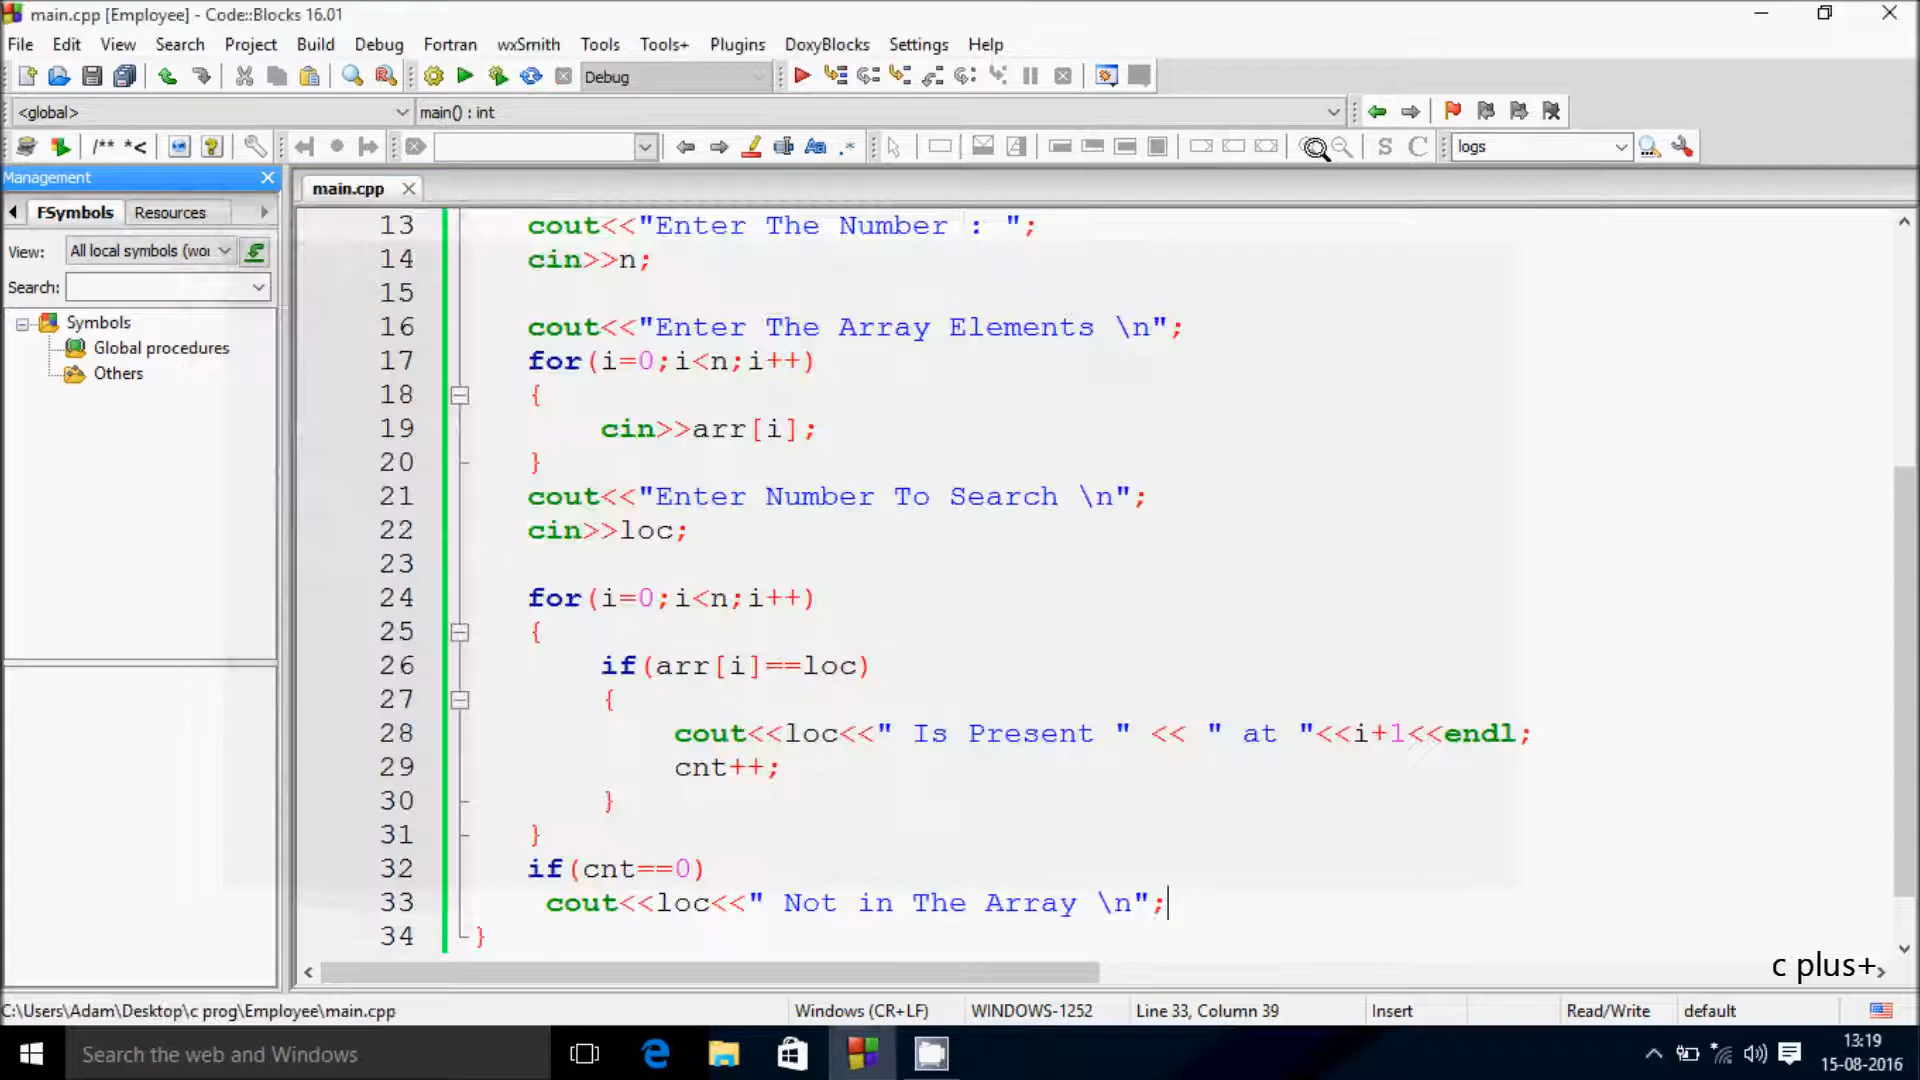 main.cpp [Employee] - Code::Blocks 16.01
File Edit View Search Project Build Debug Fortran wxSmith Tools Tools+ Plugins DoxyBlocks Settings Help
Debug
<global> main() : int
/** *< Aa .* S C logs
Management
main.cpp
FSymbols Resources
View: All local symbols (wor
Search:
Symbols
Global procedures
Others
13 cout<<"Enter The Number : ";
14 cin>>n;
15
16 cout<<"Enter The Array Elements \n";
17 for(i=0;i<n;i++)
18 {
19 cin>>arr[i];
20 }
21 cout<<"Enter Number To Search \n";
22 cin>>loc;
23
24 for(i=0;i<n;i++)
25 {
26 if(arr[i]==loc)
27 {
28 cout<<loc<<" Is Present " << " at "<<i+1<<endl;
29 cnt++;
30 }
31 }
32 if(cnt==0)
33 cout<<loc<<" Not in The Array \n";
34 }
c plus+
C:\Users\Adam\Desktop\c prog\Employee\main.cpp Windows (CR+LF) WINDOWS-1252 Line 33, Column 39 Insert Read/Write default
Search the web and Windows
13:19
15-08-2016